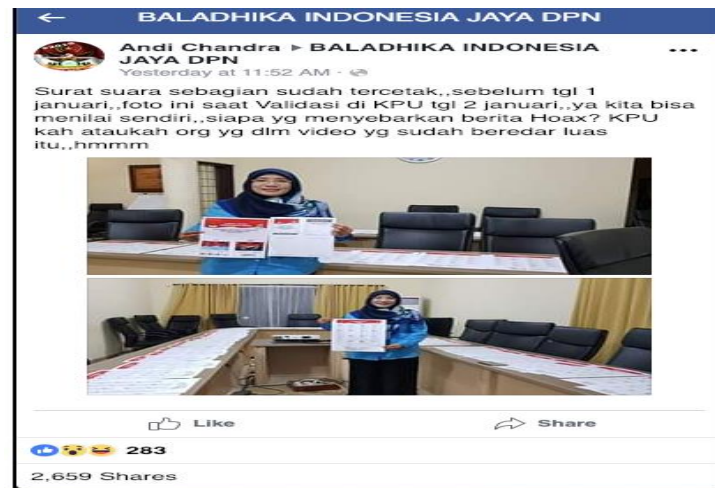 BALADHIKA INDONESIA JAYA DPN
Andi Chandra ▸ BALADHIKA INDONESIA
JAYA DPN
Yesterday at 11:52 AM ·
Surat suara sebagian sudah tercetak,,sebelum tgl 1
januari,,foto ini saat Validasi di KPU tgl 2 januari,,ya kita bisa
menilai sendiri,,siapa yg menyebarkan berita Hoax? KPU
kah ataukah org yg dlm video yg sudah beredar luas
itu,,hmmm
Like
Share
283
2,659 Shares